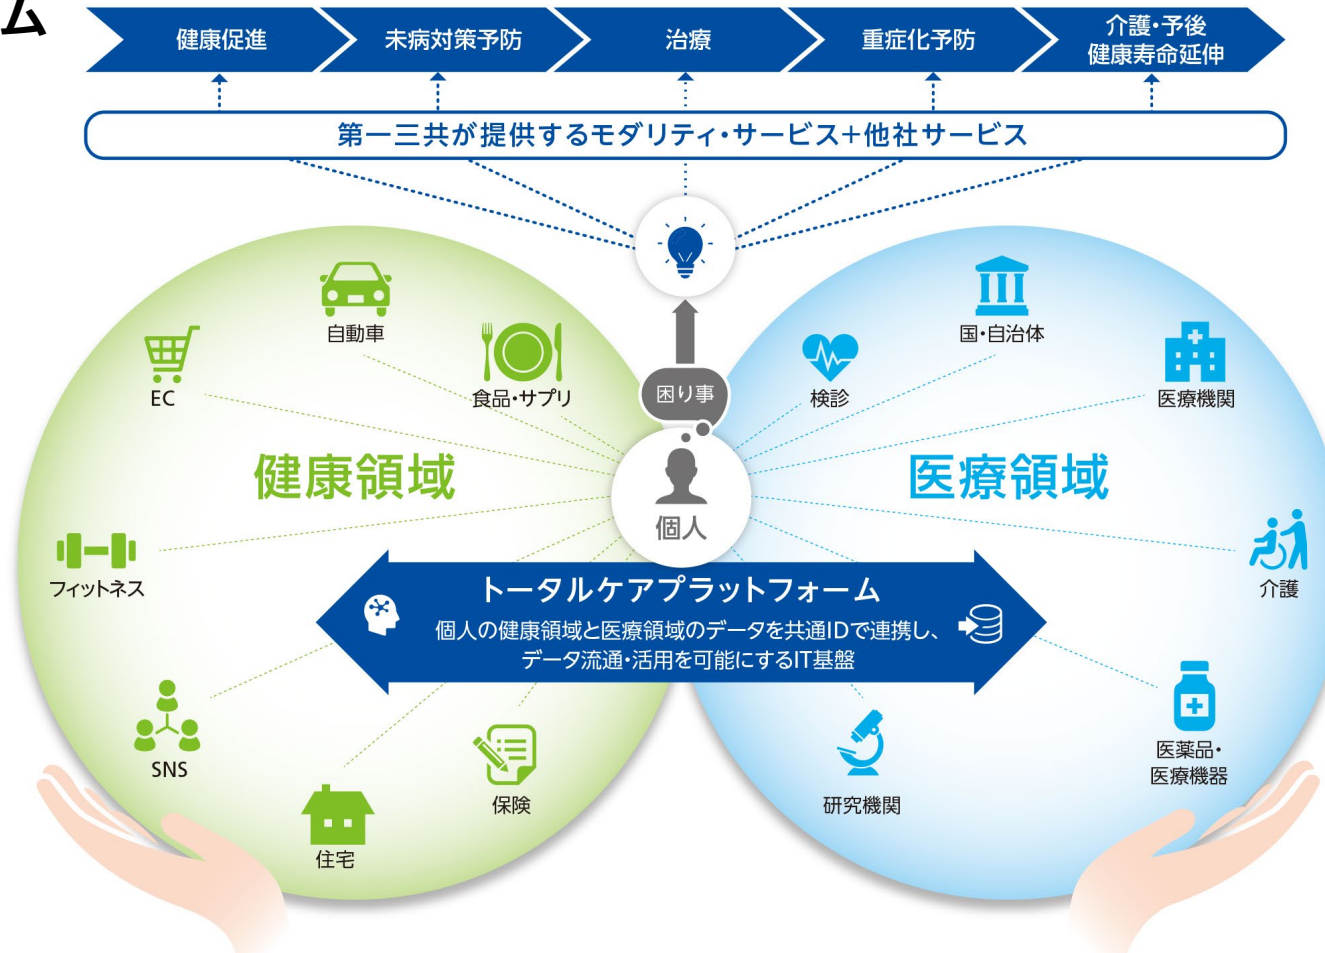 ム
健康促進
未病対策予防
治療
重症化予防
介護・予後
健康寿命延伸
第一三共が提供するモダリティ・サービス+他社サービス
自動車
EC
食品・サプリ
健康領域
フィットネス
SNS
住宅
保険
困り事
個人
国・自治体
検診
医療機関
医療領域
介護
医薬品・
医療機器
研究機関
トータルケアプラットフォーム
個人の健康領域と医療領域のデータを共通IDで連携し、
データ流通・活用を可能にするIT基盤